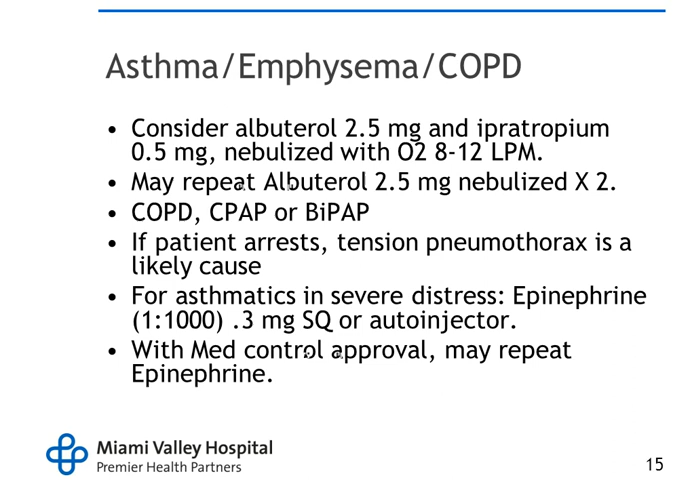 Asthma/Emphysema/COPD
• Consider albuterol 2.5 mg and ipratropium
0.5 mg, nebulized with O2 8-12 LPM.
• May repeat Albuterol 2.5 mg nebulized X 2.
• COPD, CPAP or BiPAP
• If patient arrests, tension pneumothorax is a
likely cause
• For asthmatics in severe distress: Epinephrine
(1:1000) .3 mg SQ or autoinjector.
• With Med control approval, may repeat
Epinephrine.
Miami Valley Hospital
Premier Health Partners
15